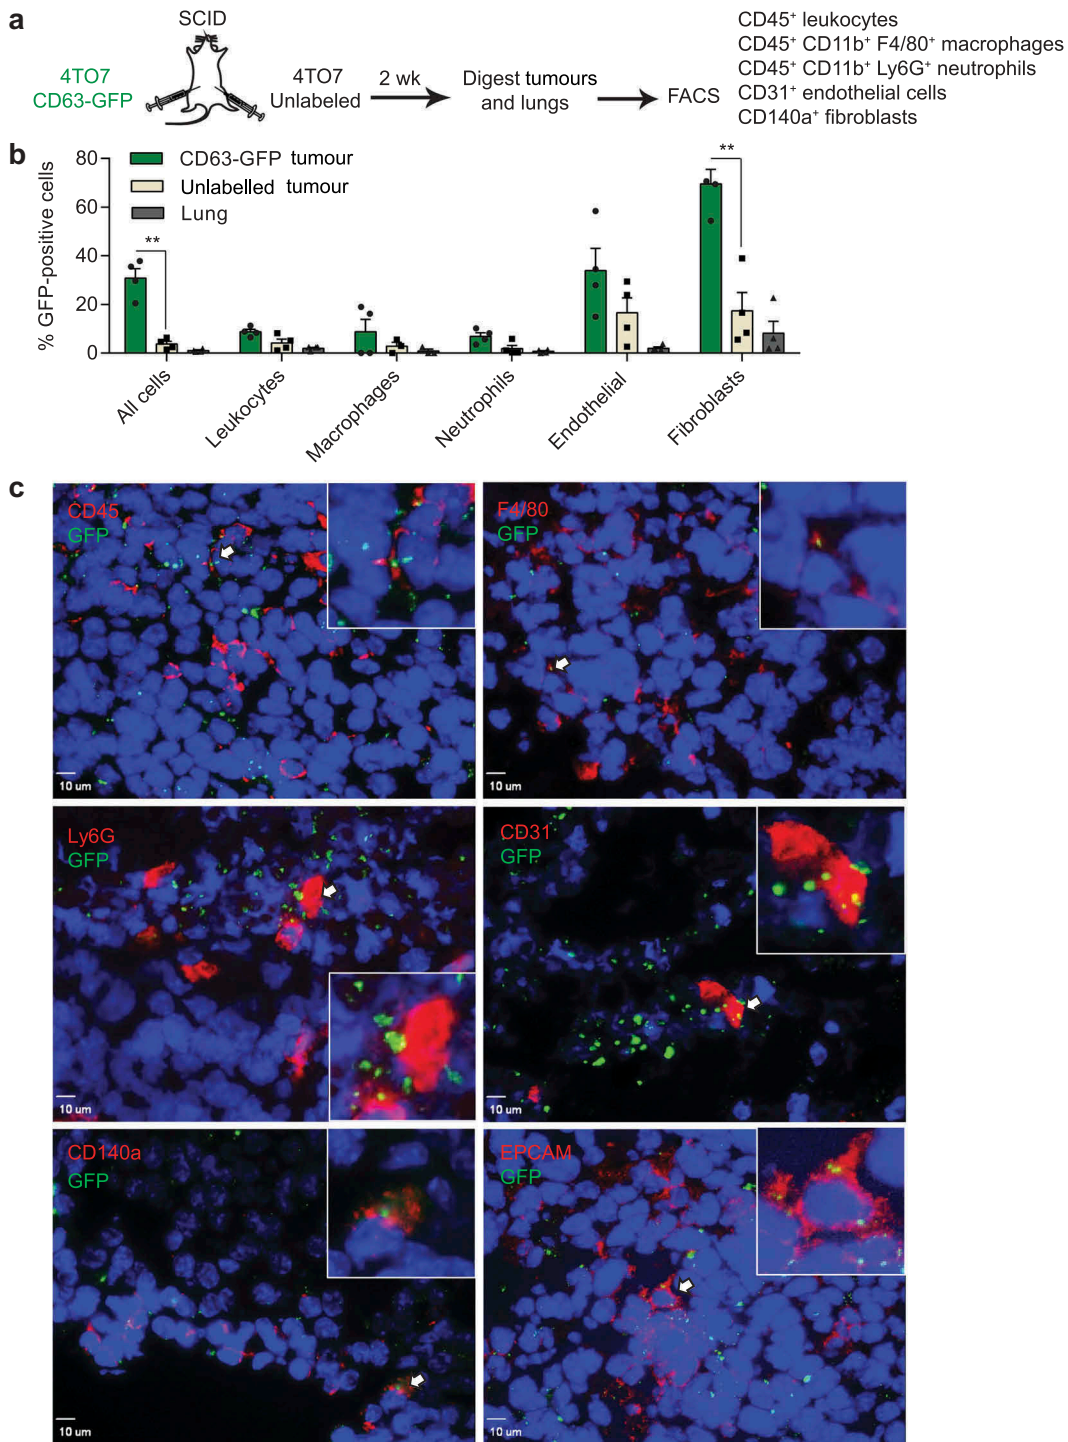 a
SCID
4TO7
CD63-GFP
4TO7
Unlabeled
2 wk
Digest tumours
and lungs
FACS
CD45⁺ leukocytes
CD45⁺ CD11b⁺ F4/80⁺ macrophages
CD45⁺ CD11b⁺ Ly6G⁺ neutrophils
CD31⁺ endothelial cells
CD140a⁺ fibroblasts
b
% GFP-positive cells
80
60
40
20
0
CD63-GFP tumour
Unlabelled tumour
Lung
**
**
All cells
Leukocytes
Macrophages
Neutrophils
Endothelial
Fibroblasts
c
CD45
GFP
10 um
F4/80
GFP
10 um
Ly6G
GFP
10 um
CD31
GFP
10 um
CD140a
GFP
10 um
EPCAM
GFP
10 um